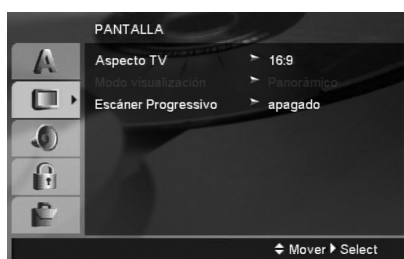 PANTALLA
Aspecto TV 16:9
Modo visualización Panorámico
Escáner Progressivo apagado
Mover Select